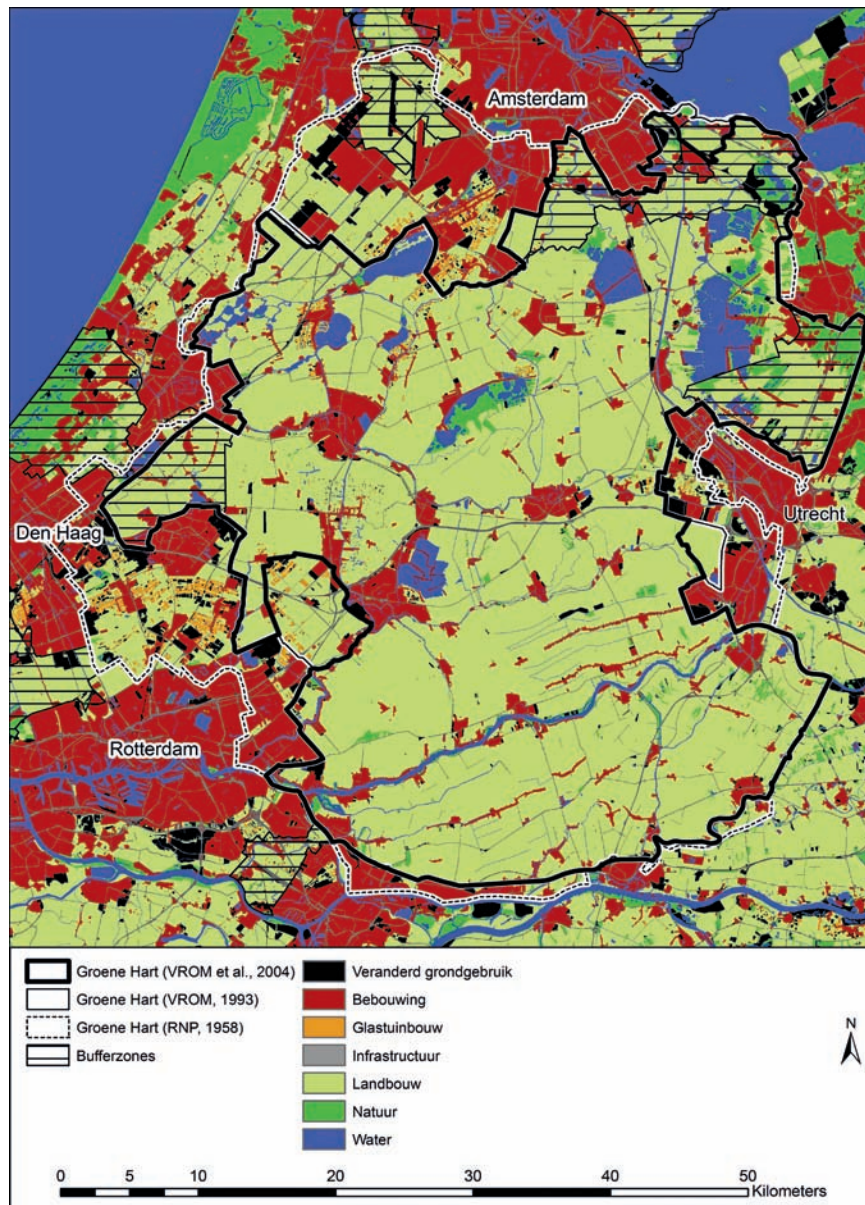 Amsterdam
Den Haag
Utrecht
Rotterdam
Groene Hart (VROM et al., 2004)
Groene Hart (VROM, 1993)
Groene Hart (RNP, 1958)
Bufferzones
Veranderd grondgebruik
Bebouwing
Glastuinbouw
Infrastructuur
Landbouw
Natuur
Water
N
0 5 10 20 30 40 50
Kilometers